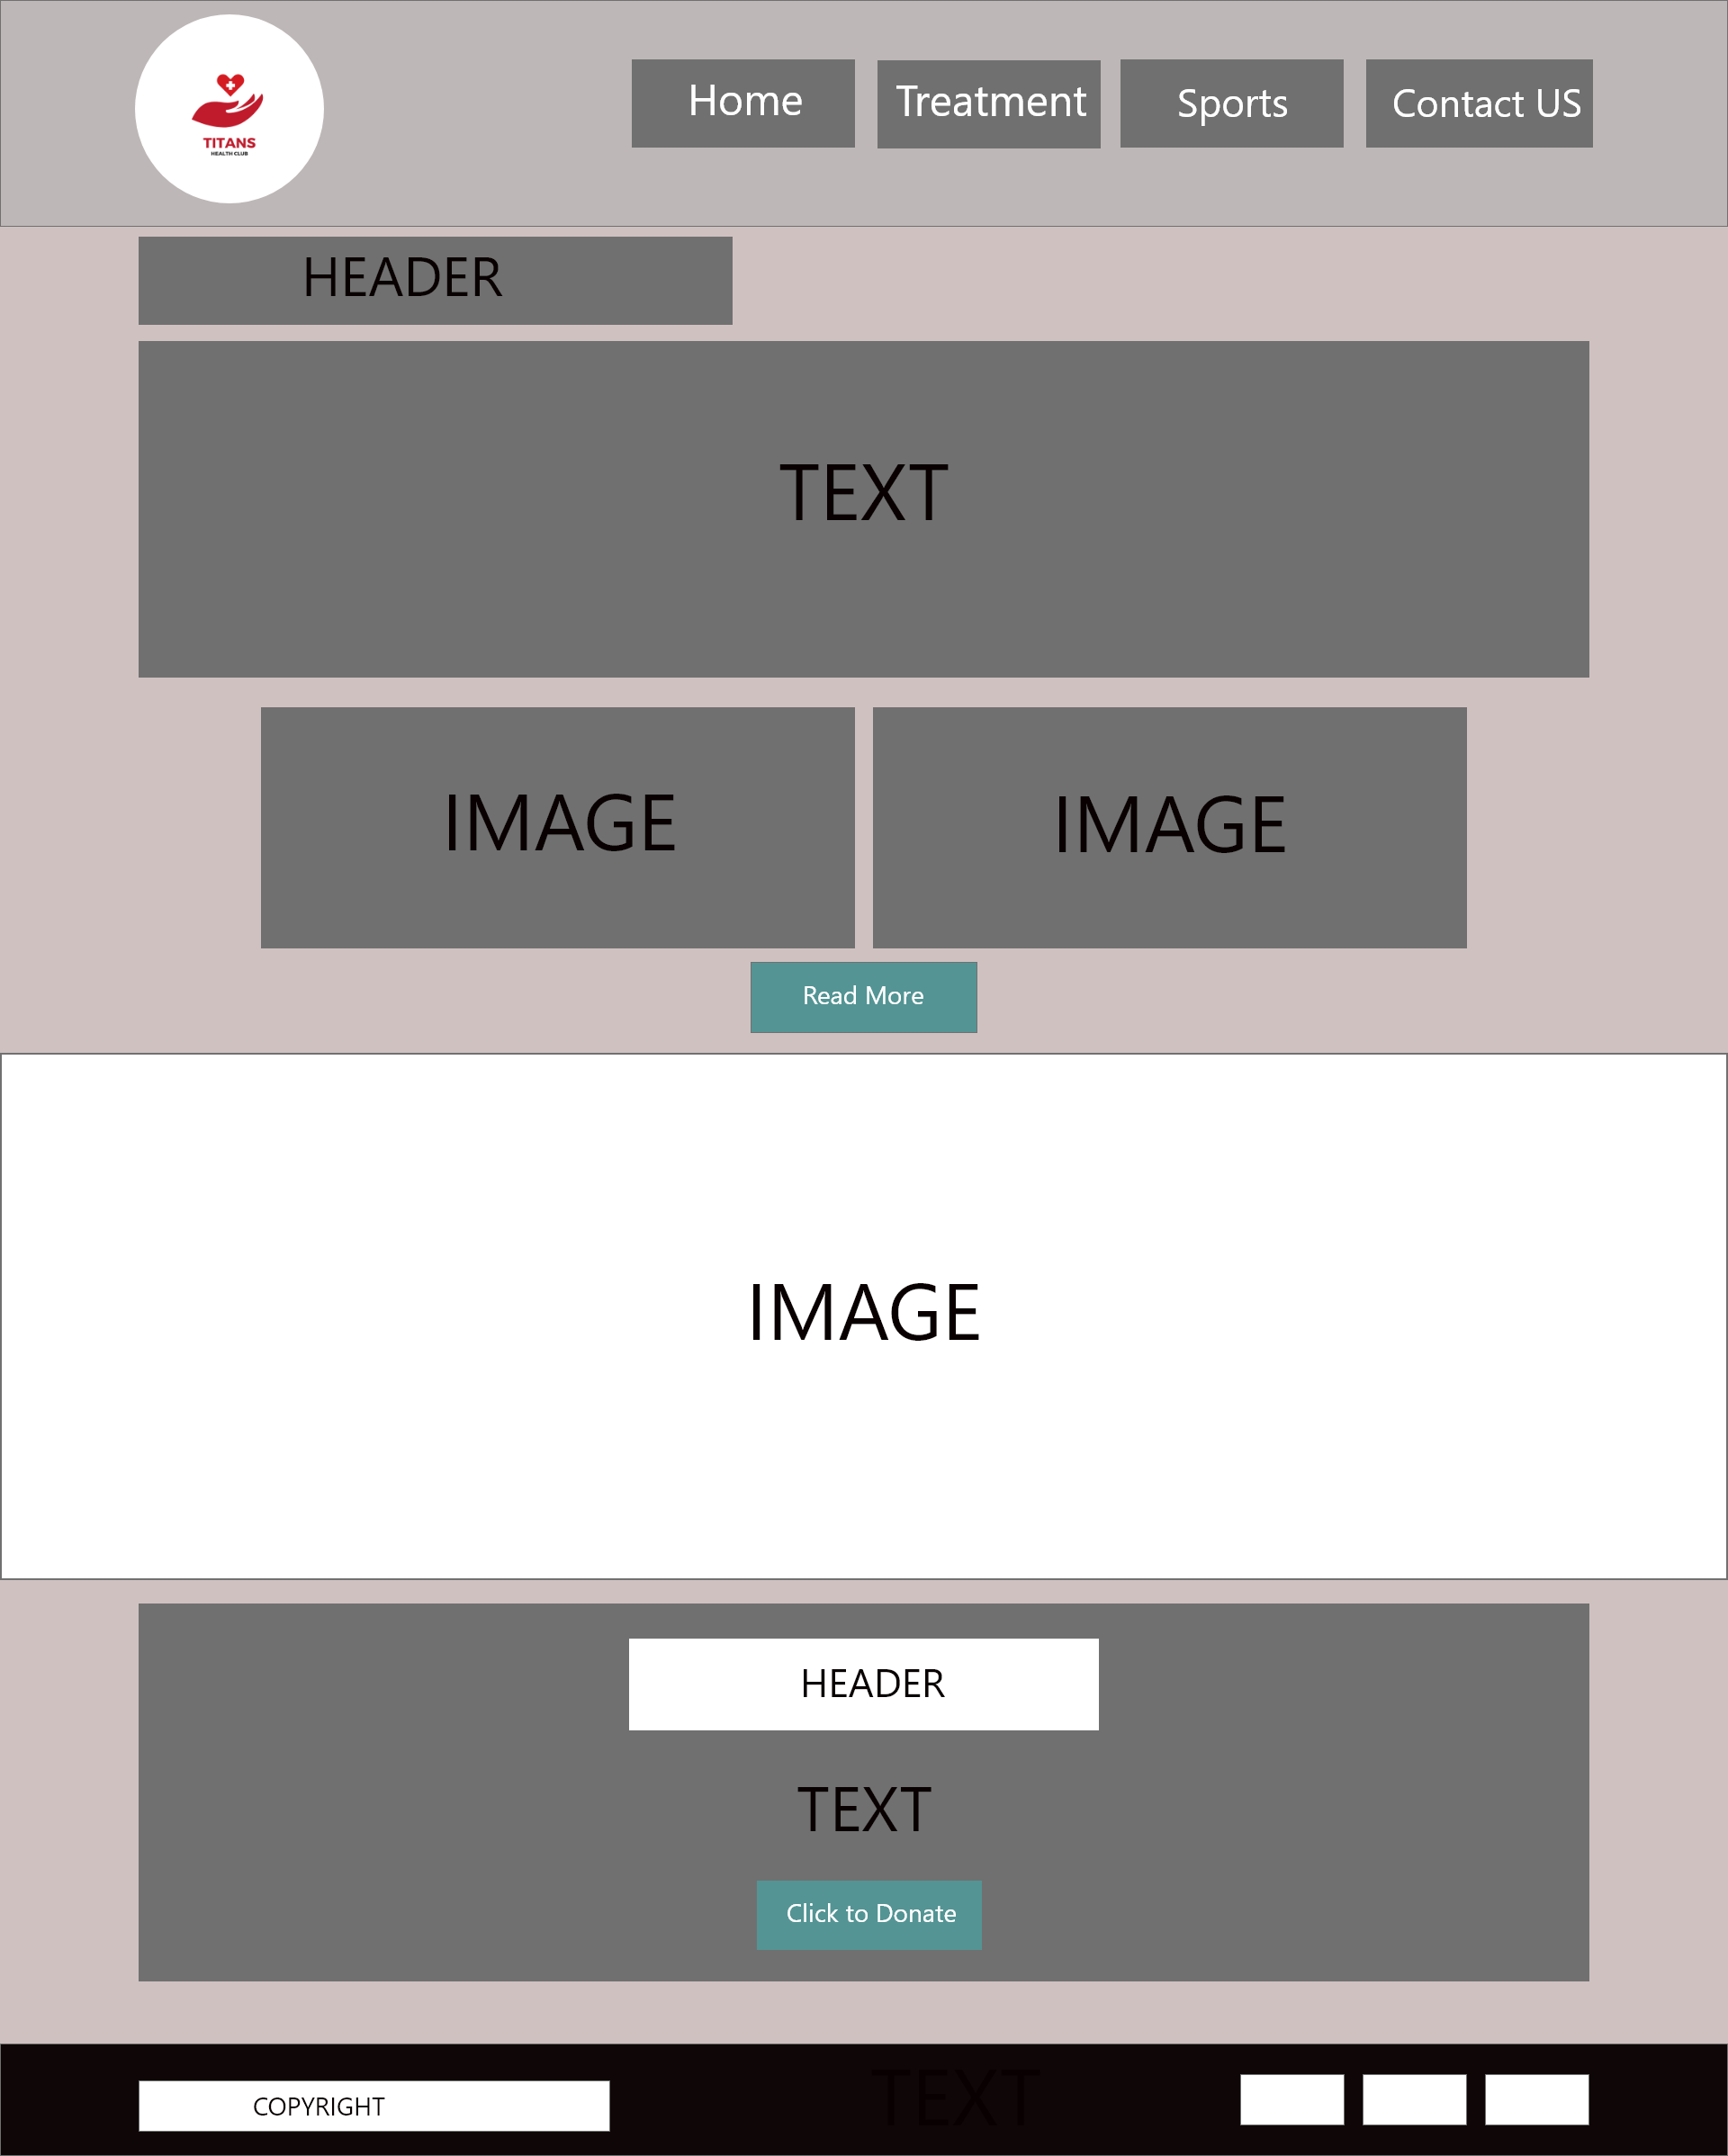 TITANS
HEALTH CLUB
Home
Treatment
Sports
Contact US
HEADER
TEXT
IMAGE
IMAGE
Read More
IMAGE
HEADER
TEXT
Click to Donate
COPYRIGHT
TEXT